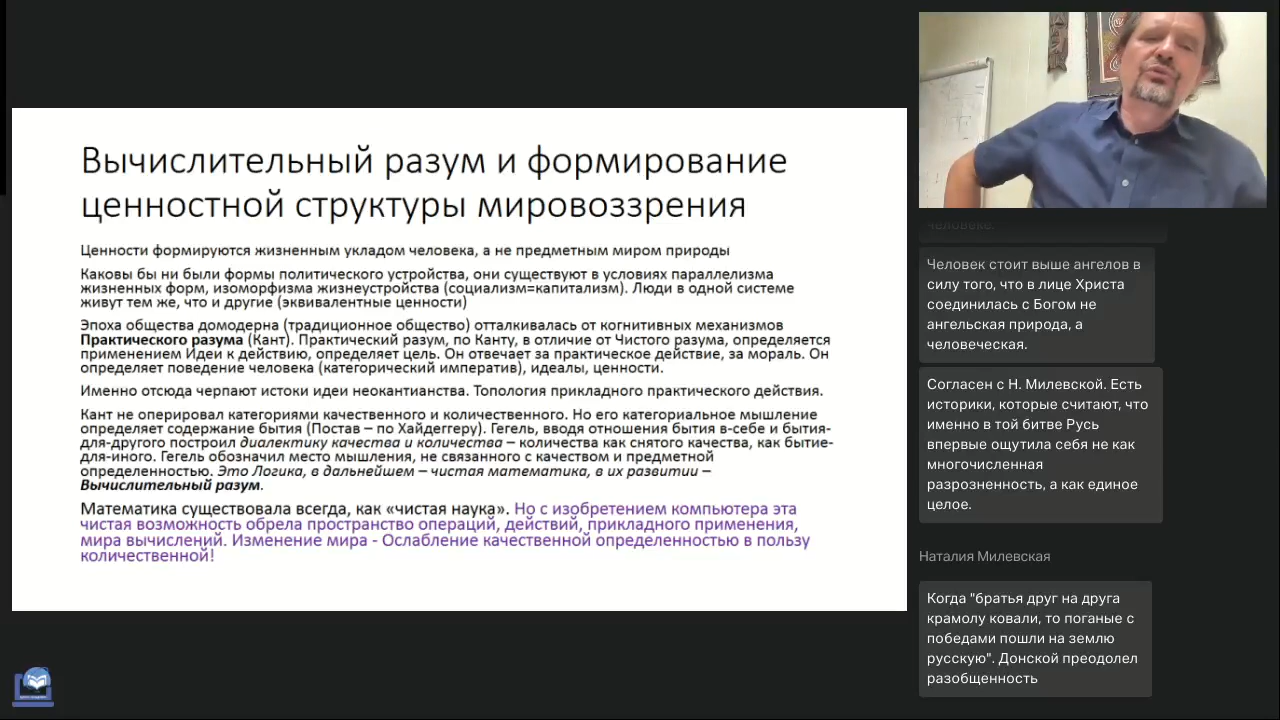 Вычислительный разум и формирование
ценностной структуры мировоззрения
Ценности формируются жизненным укладом человека, а не предметным миром природы
Каковы бы ни были формы политического устройства, они существуют в условиях параллелизма
жизненных форм, изоморфизма жизнеустройства (социализм=капитализм). Люди в одной системе
живут тем же, что и другие (эквивалентные ценности)
Эпоха общества домодерна (традиционное общество) отталкивалась от когнитивных механизмов
Практического разума (Кант). Практический разум, по Канту, в отличие от Чистого разума, определяется
применением Идеи к действию, определяет цель. Он отвечает за практическое действие, за мораль. Он
определяет поведение человека (категорический императив), идеалы, ценности.
Именно отсюда черпают истоки идеи неокантианства. Топология прикладного практического действия.
Кант не оперировал категориями качественного и количественного. Но его категориальное мышление
определяет содержание бытия (Постав – по Хайдеггеру). Гегель, вводя отношения бытия в-себе и бытия-
для-другого построил диалектику качества и количества – количества как снятого качества, как бытие-
для-иного. Гегель обозначил место мышления, не связанного с качеством и предметной
определенностью. Это Логика, в дальнейшем – чистая математика, в их развитии –
Вычислительный разум.
Математика существовала всегда, как «чистая наука». Но с изобретением компьютера эта
чистая возможность обрела пространство операций, действий, прикладного применения,
мира вычислений. Изменение мира - Ослабление качественной определенностью в пользу
количественной!
человеке.
Человек стоит выше ангелов в
силу того, что в лице Христа
соединилась с Богом не
ангельская природа, а
человеческая.
Согласен с Н. Милевской. Есть
историки, которые считают, что
именно в той битве Русь
впервые ощутила себя не как
многочисленная
разрозненность, а как единое
целое.
Наталия Милевская
Когда "братья друг на друга
крамолу ковали, то поганые с
победами пошли на землю
русскую". Донской преодолел
разобщенность